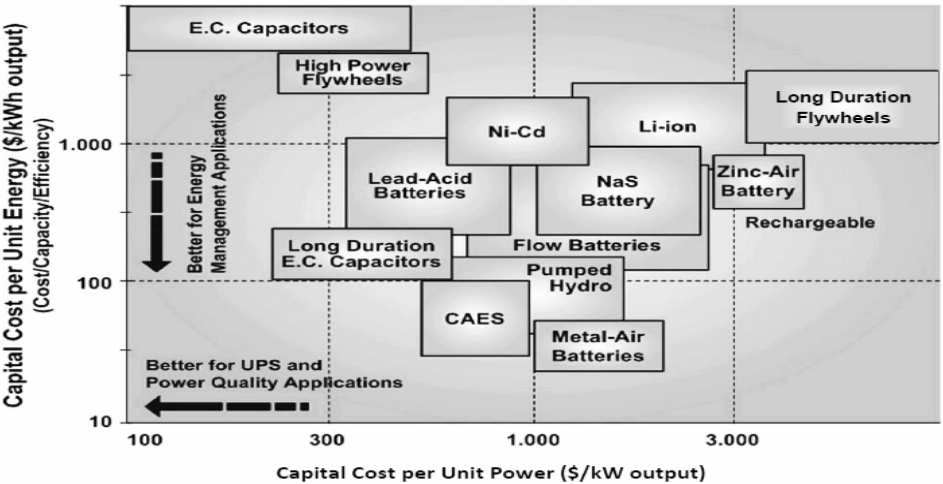 Capital Cost per Unit Energy ($/kWh output)
(Cost/Capacity/Efficiency)
1.000
100
10
Better for Energy
Management Applications
E.C. Capacitors
High Power
Flywheels
Long Duration
Flywheels
Ni-Cd
Li-ion
Lead-Acid
Batteries
NaS
Battery
Zinc-Air
Battery
Rechargeable
Long Duration
E.C. Capacitors
Flow Batteries
Pumped
Hydro
CAES
Metal-Air
Batteries
Better for UPS and
Power Quality Applications
100
300
1.000
3.000
Capital Cost per Unit Power ($/kW output)